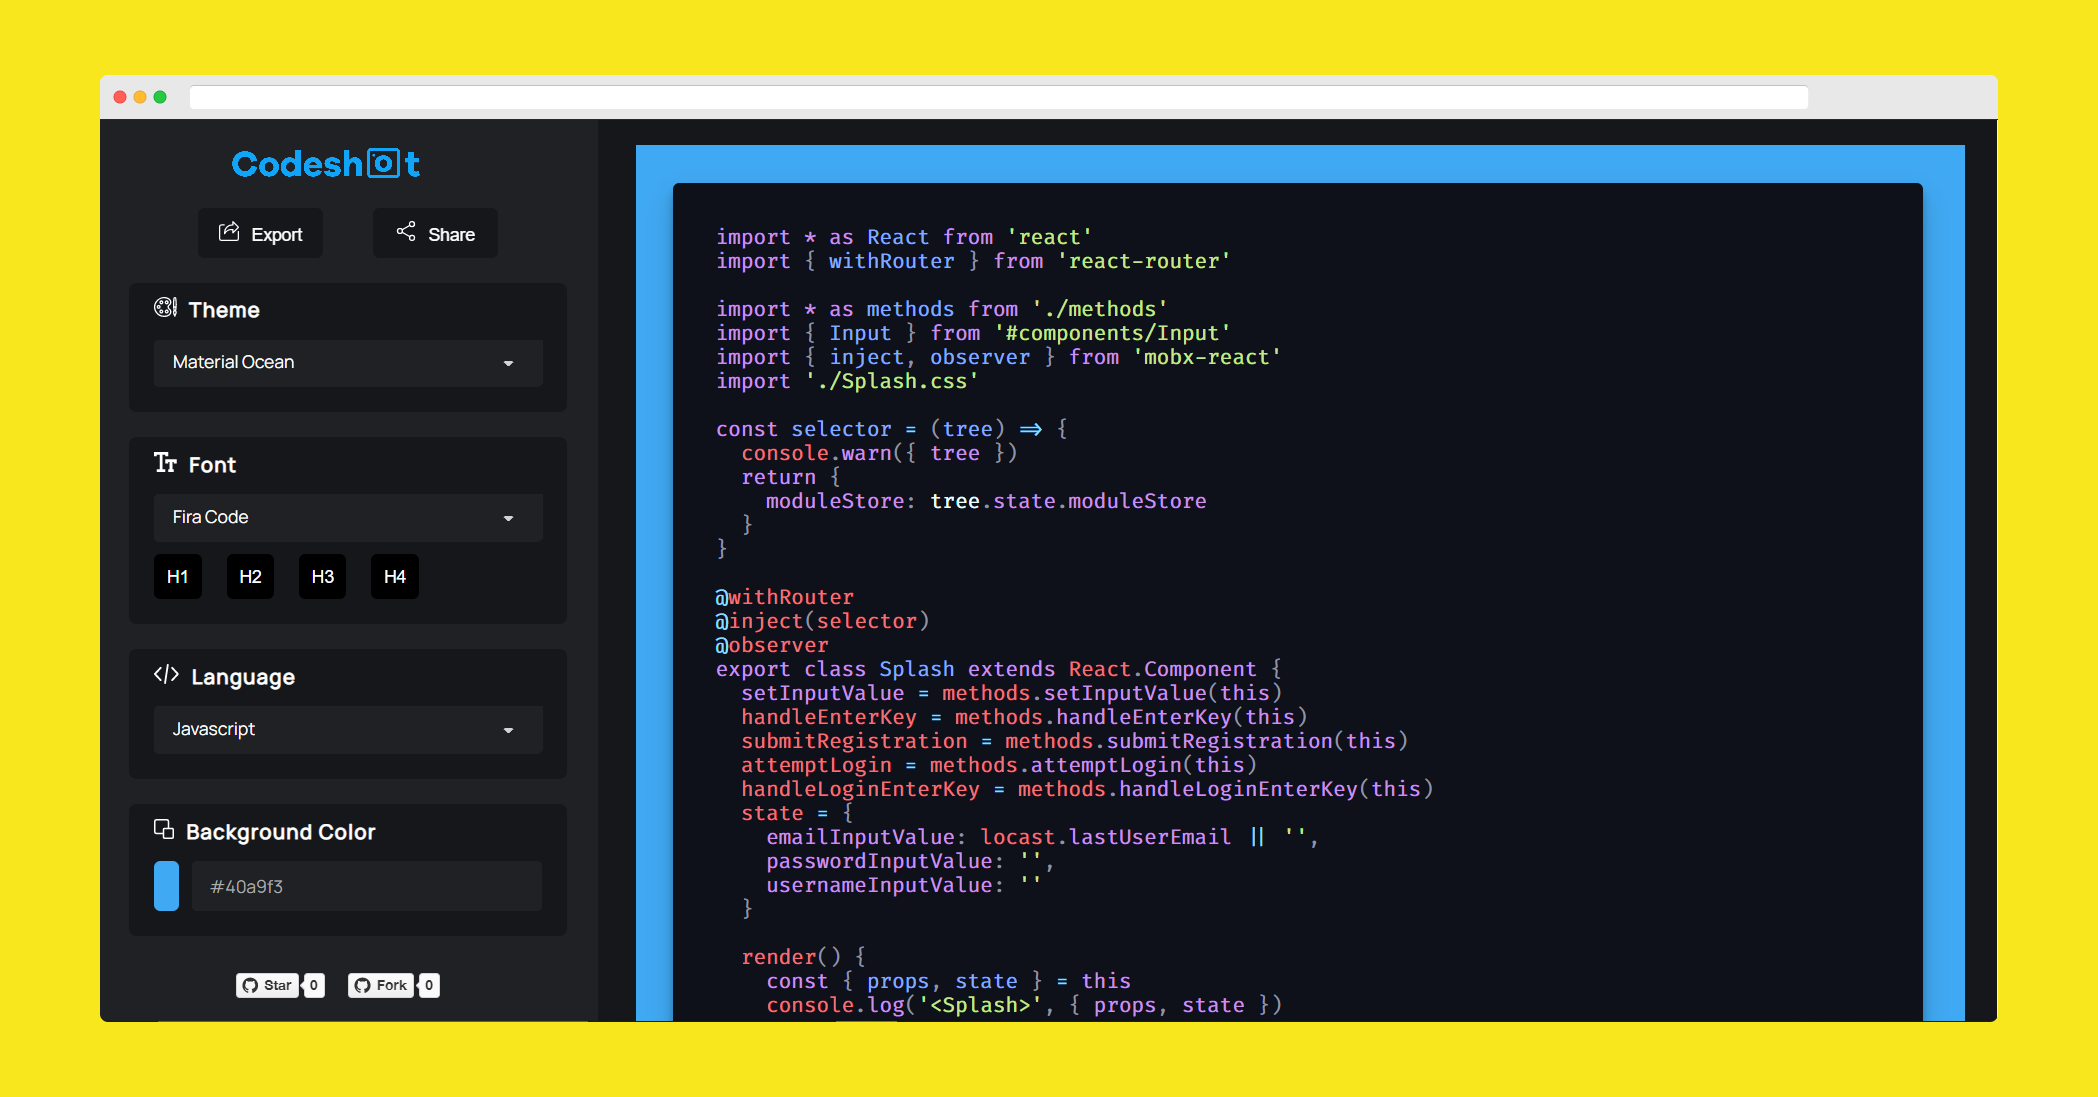 Codeshot
Export
Share
Theme
Material Ocean
Font
Fira Code
H1 H2 H3 H4
Language
Javascript
Background Color
#40a9f3
Star 0
Fork 0
import * as React from 'react'
import { withRouter } from 'react-router'
import * as methods from './methods'
import { Input } from '#components/Input'
import { inject, observer } from 'mobx-react'
import './Splash.css'
const selector = (tree) => {
  console.warn({ tree })
  return {
    moduleStore: tree.state.moduleStore
  }
}
@withRouter
@inject(selector)
@observer
export class Splash extends React.Component {
  setInputValue = methods.setInputValue(this)
  handleEnterKey = methods.handleEnterKey(this)
  submitRegistration = methods.submitRegistration(this)
  attemptLogin = methods.attemptLogin(this)
  handleLoginEnterKey = methods.handleLoginEnterKey(this)
  state = {
    emailInputValue: locast.lastUserEmail || '',
    passwordInputValue: '',
    usernameInputValue: ''
  }
  render() {
    const { props, state } = this
    console.log('<Splash>', { props, state })